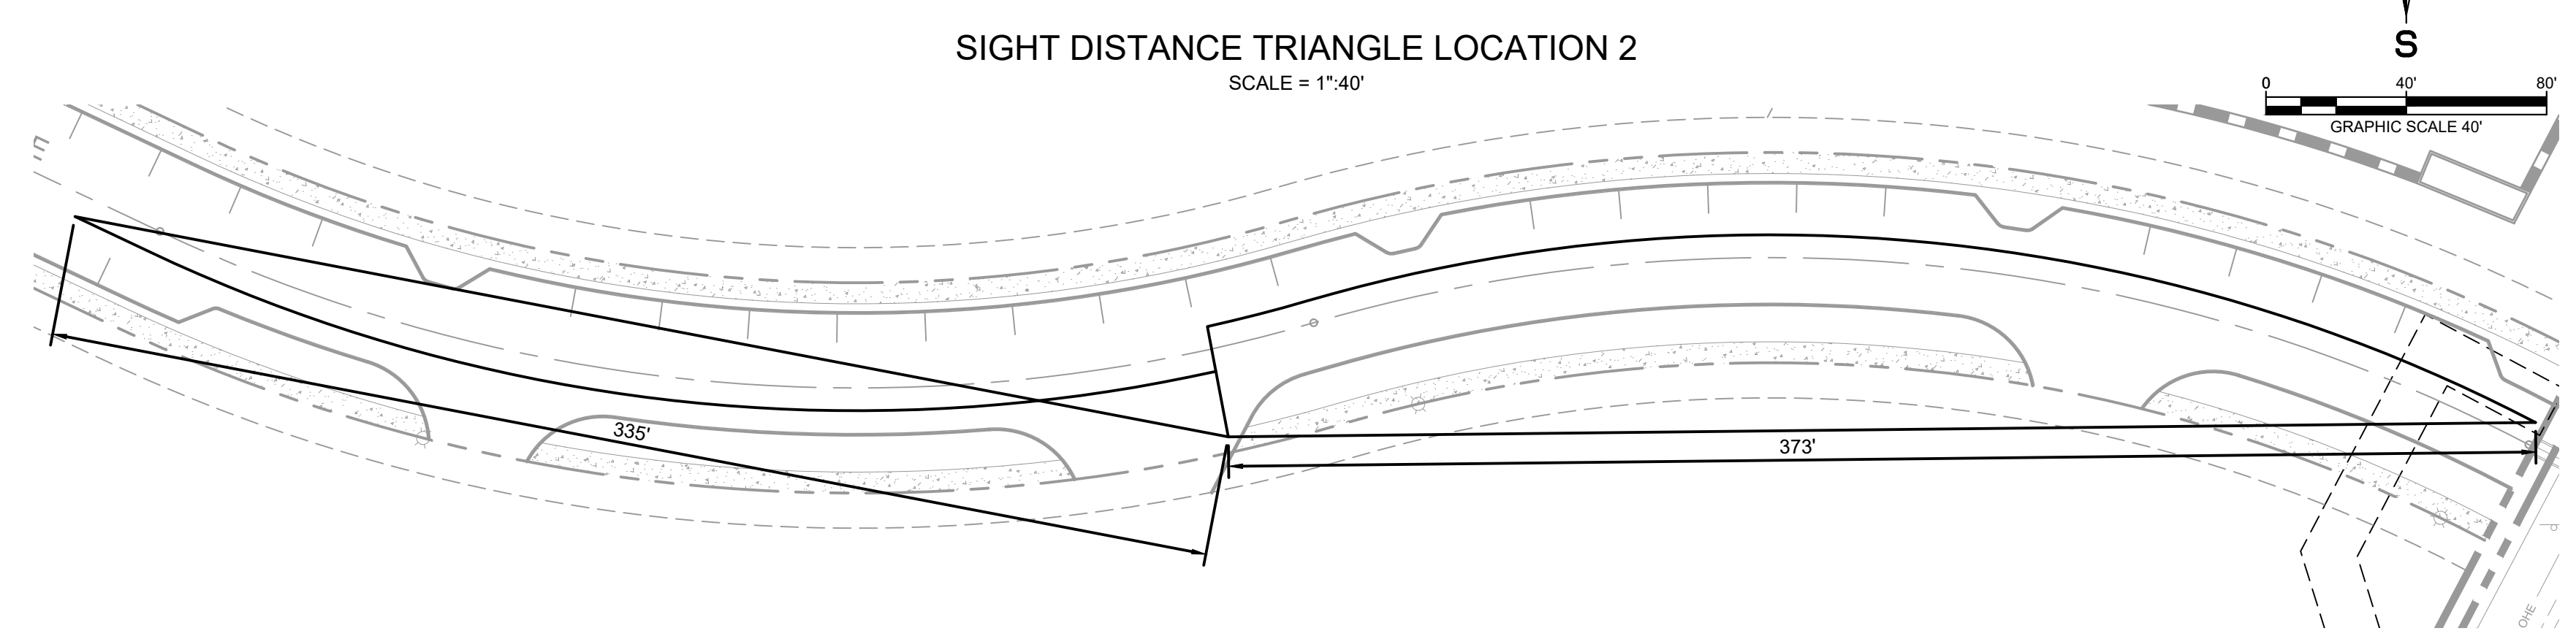 SIGHT DISTANCE TRIANGLE LOCATION 2
SCALE = 1":40'
S
0 40' 80'
GRAPHIC SCALE 40'
335'
373'
OHE